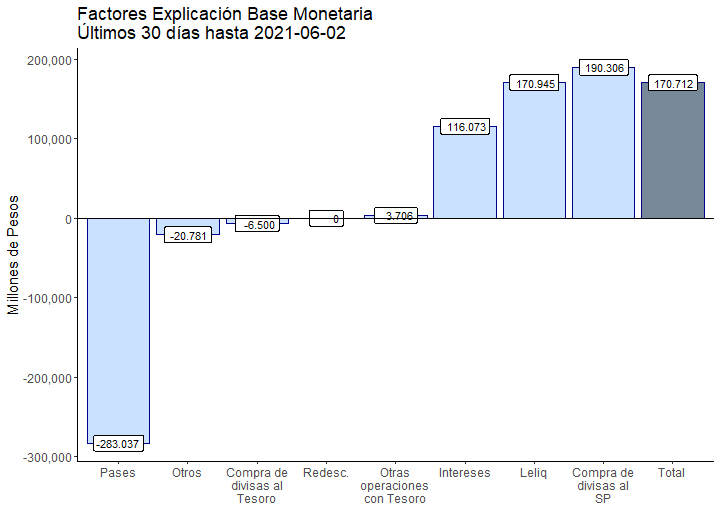 Factores Explicación Base Monetaria
Últimos 30 días hasta 2021-06-02
Millones de Pesos
200,000
100,000
0
-100,000
-200,000
-300,000
-283.037
-20.781
-6.500
0
3.706
116.073
170.945
190.306
170.712
Pases
Otros
Compra de
divisas al
Tesoro
Redesc.
Otras
operaciones
con Tesoro
Intereses
Leliq
Compra de
divisas al
SP
Total